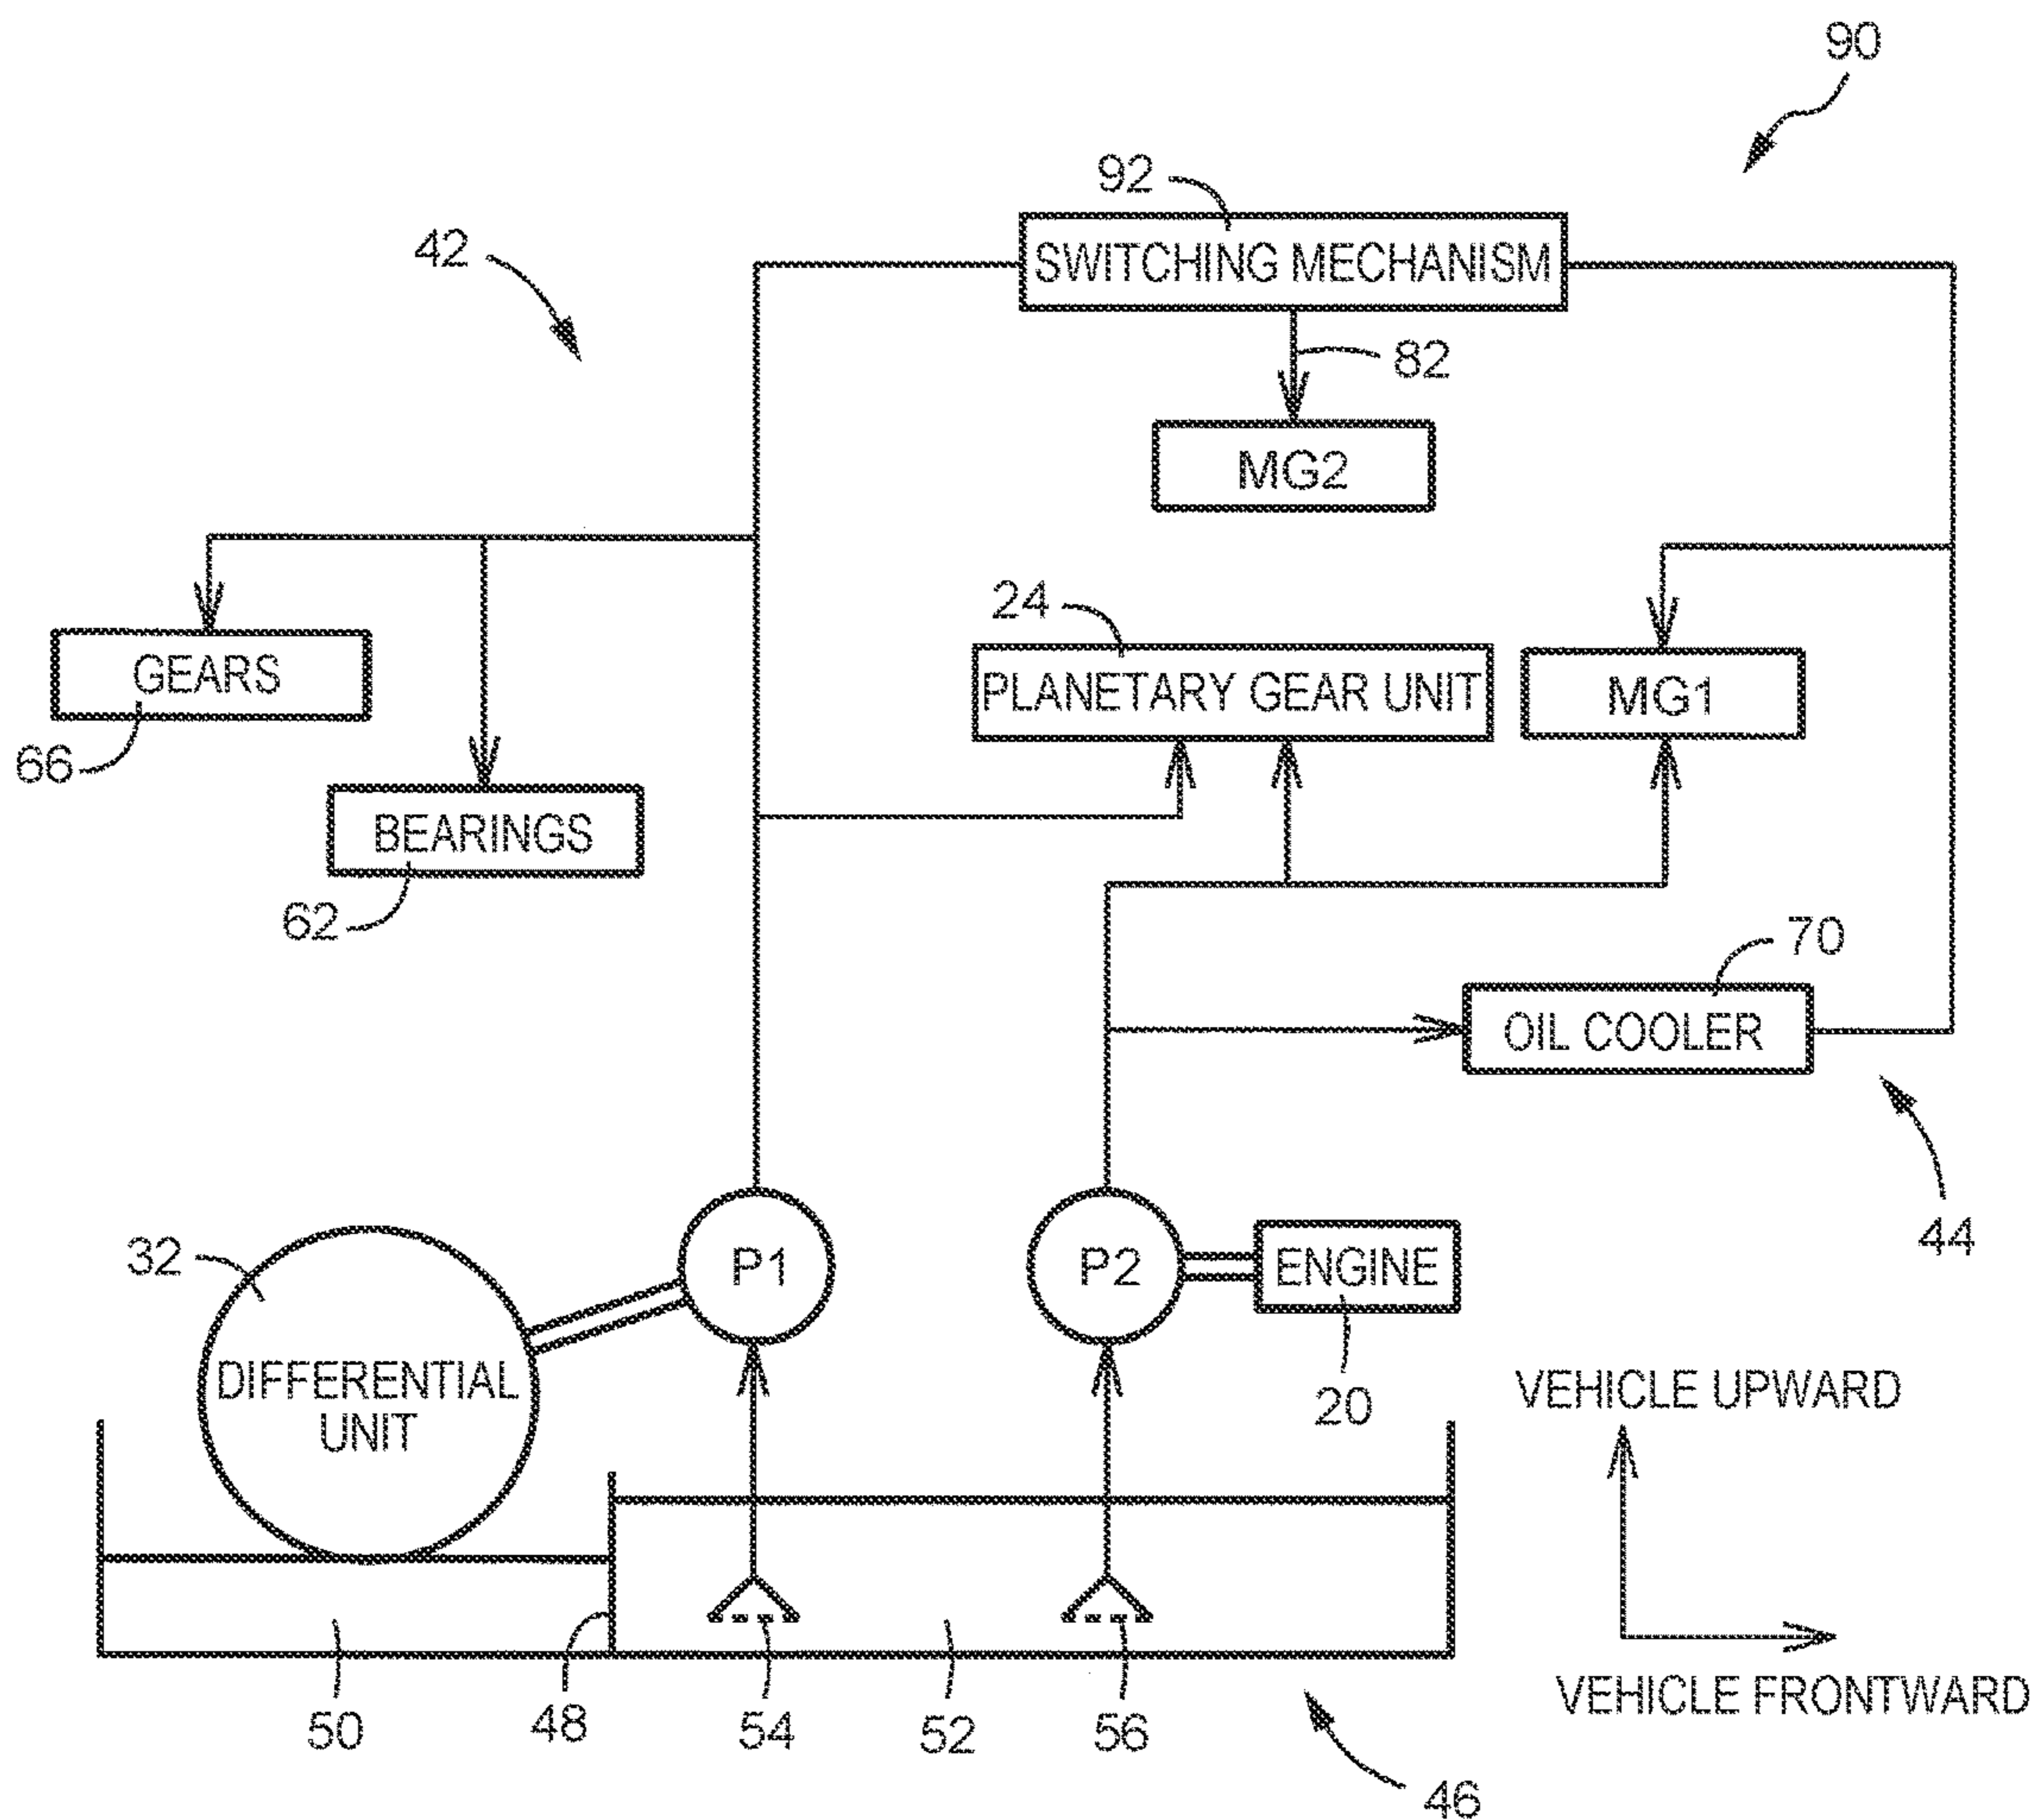 90
92
SWITCHING MECHANISM
42
82
MG2
24
GEARS
PLANETARY GEAR UNIT
MG1
66
BEARINGS
62
70
OIL COOLER
44
32
P1
P2
ENGINE
DIFFERENTIAL
UNIT
20
VEHICLE UPWARD
VEHICLE FRONTWARD
50
48
54
52
56
46